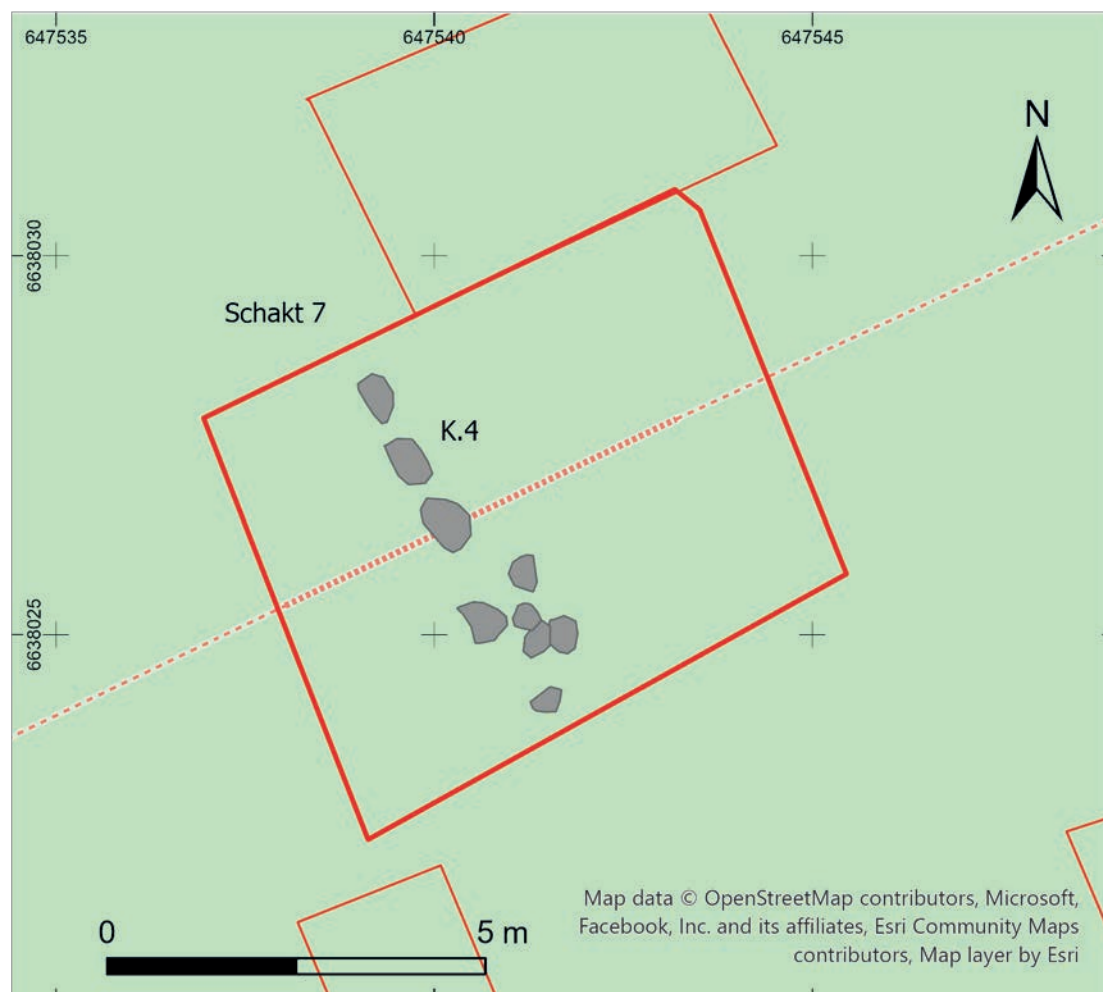 647535
647540
647545
N
6638030
Schakt 7
K.4
6638025
0
5 m
Map data © OpenStreetMap contributors, Microsoft,
Facebook, Inc. and its affiliates, Esri Community Maps
contributors, Map layer by Esri